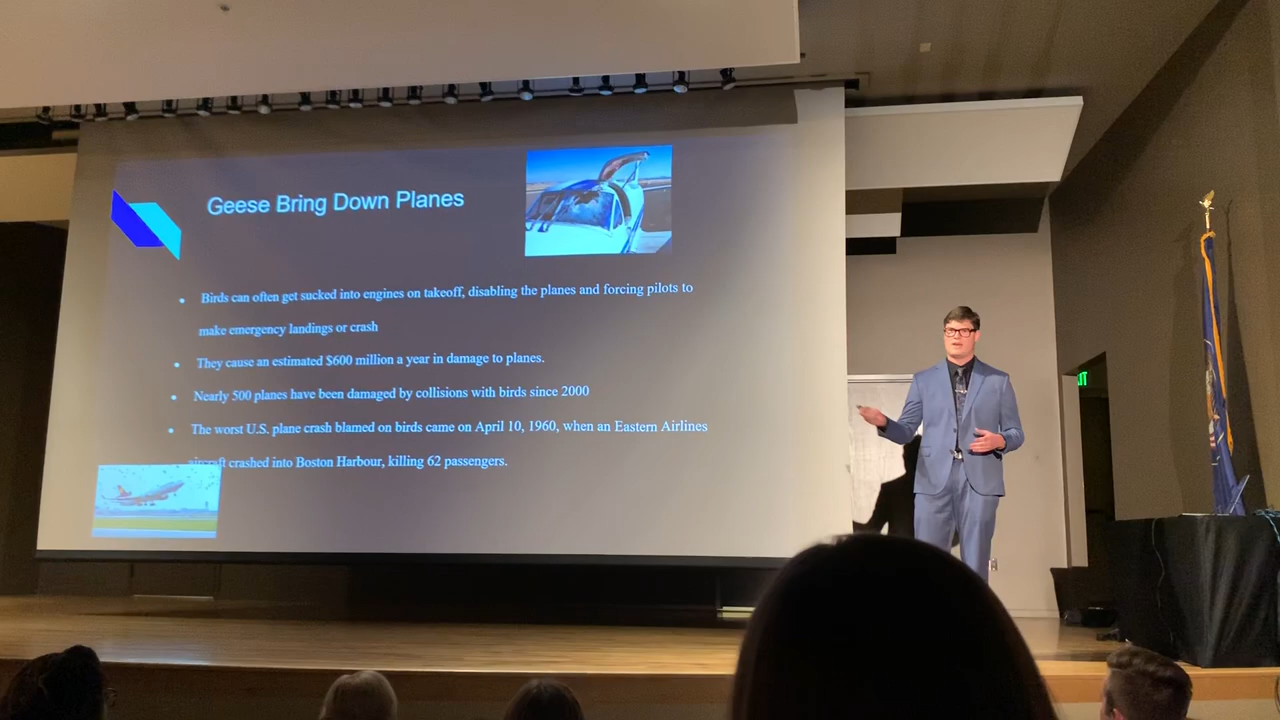 Geese Bring Down Planes
• Birds can often get sucked into engines on takeoff, disabling the planes and forcing pilots to
make emergency landings or crash
• They cause an estimated $600 million a year in damage to planes.
• Nearly 500 planes have been damaged by collisions with birds since 2000
• The worst U.S. plane crash blamed on birds came on April 10, 1960, when an Eastern Airlines
aircraft crashed into Boston Harbour, killing 62 passengers.
IT